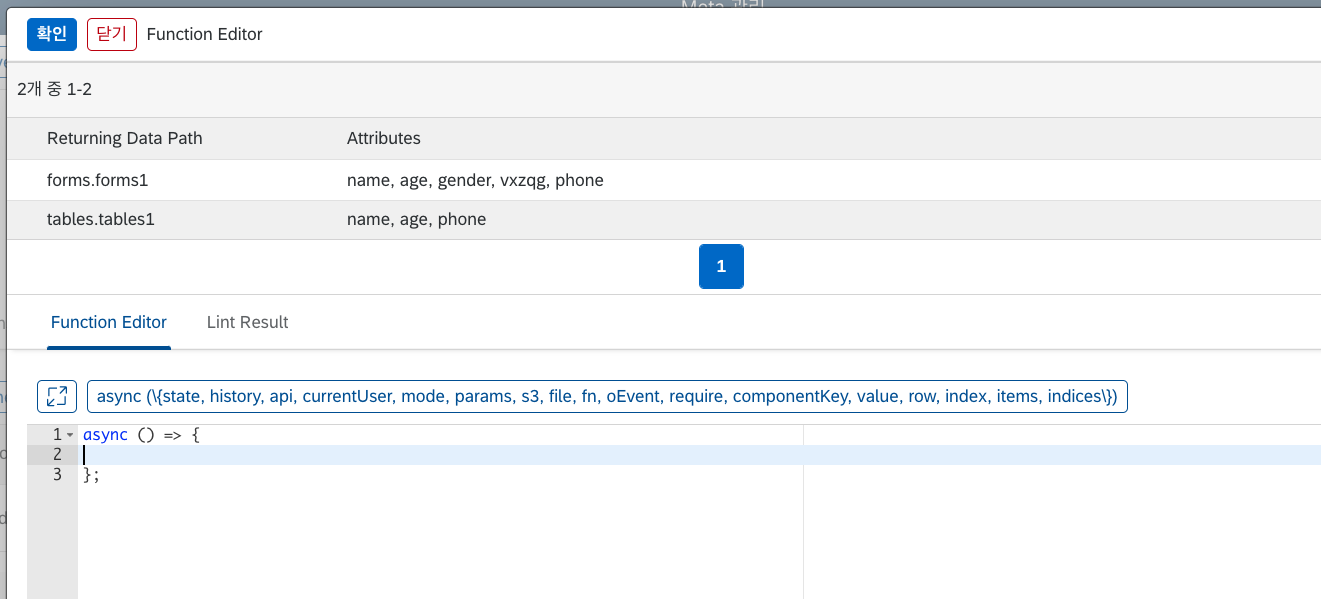 Meta 관리
확인 닫기 Function Editor
2개 중 1-2
Returning Data Path Attributes
forms.forms1 name, age, gender, vxzqg, phone
tables.tables1 name, age, phone
1
Function Editor Lint Result
async (\{state, history, api, currentUser, mode, params, s3, file, fn, oEvent, require, componentKey, value, row, index, items, indices\})
1 async () => {
2
3 };